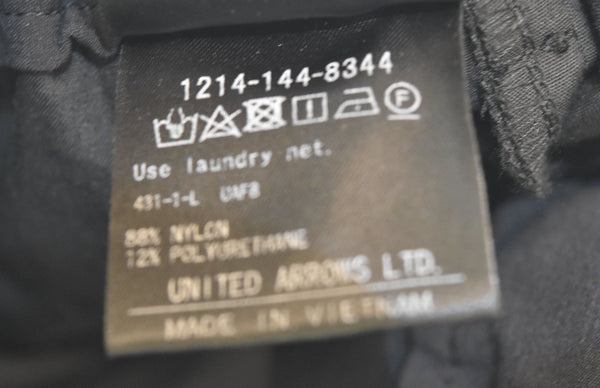 1214-144-8344
F
Use laundry net.
431-1-L UAF8
88% NYLON
12% POLYURETHANE
UNITED ARROWS LTD.
MADE IN VIETNAM